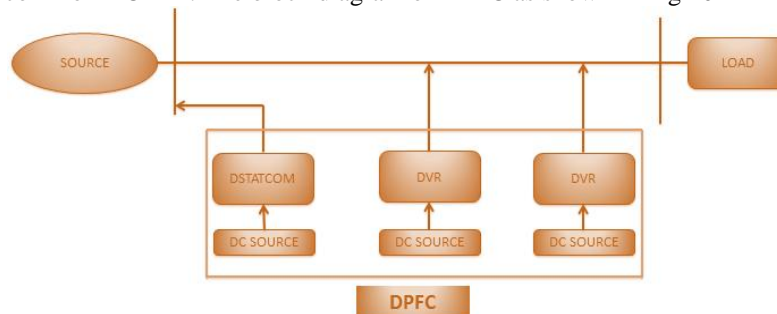 SOURCE
LOAD
DSTATCOM
DVR
DVR
DC SOURCE
DC SOURCE
DC SOURCE
DPFC